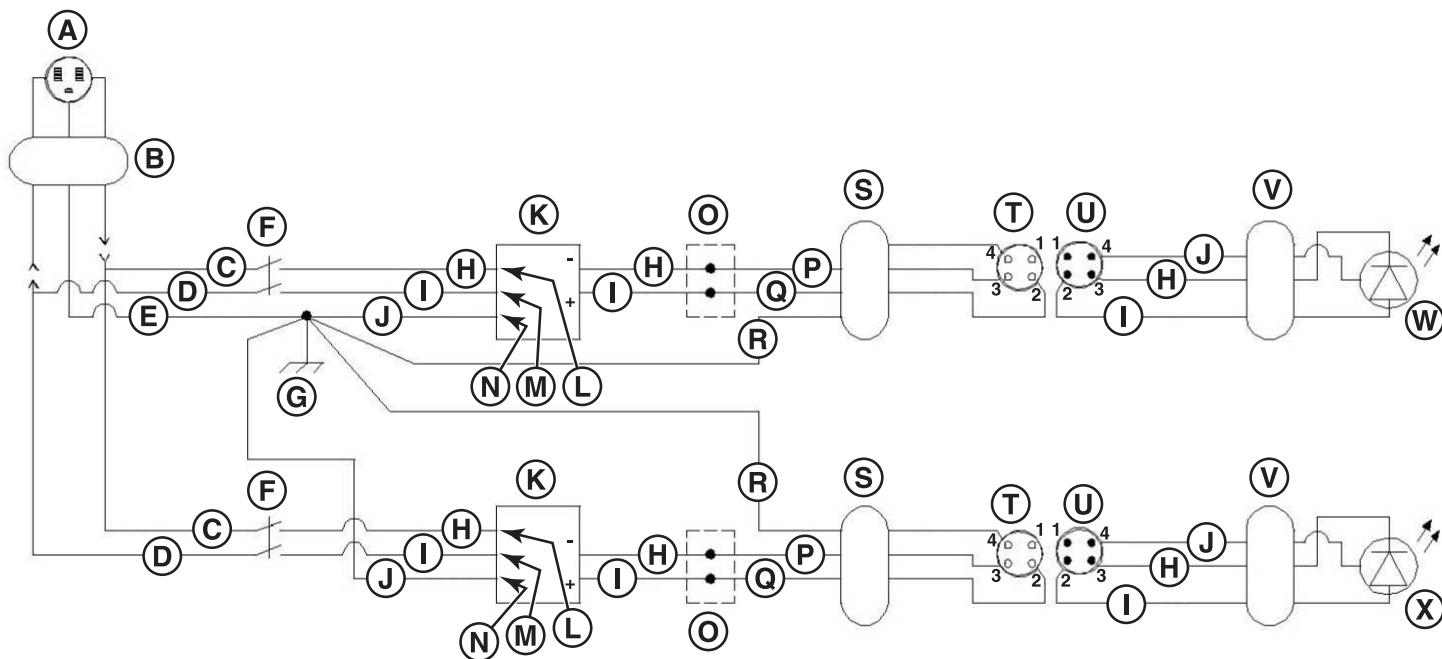 A
B
F K O S T U V
4 1 1 4
C H - H P J
D I + I Q 3 2 2 3 H
E J I W
R
G N M L
F K R S T U V
C H 4 1 1 4 J
D I - H P 3 2 2 3 H
J + I Q I X
N M L O